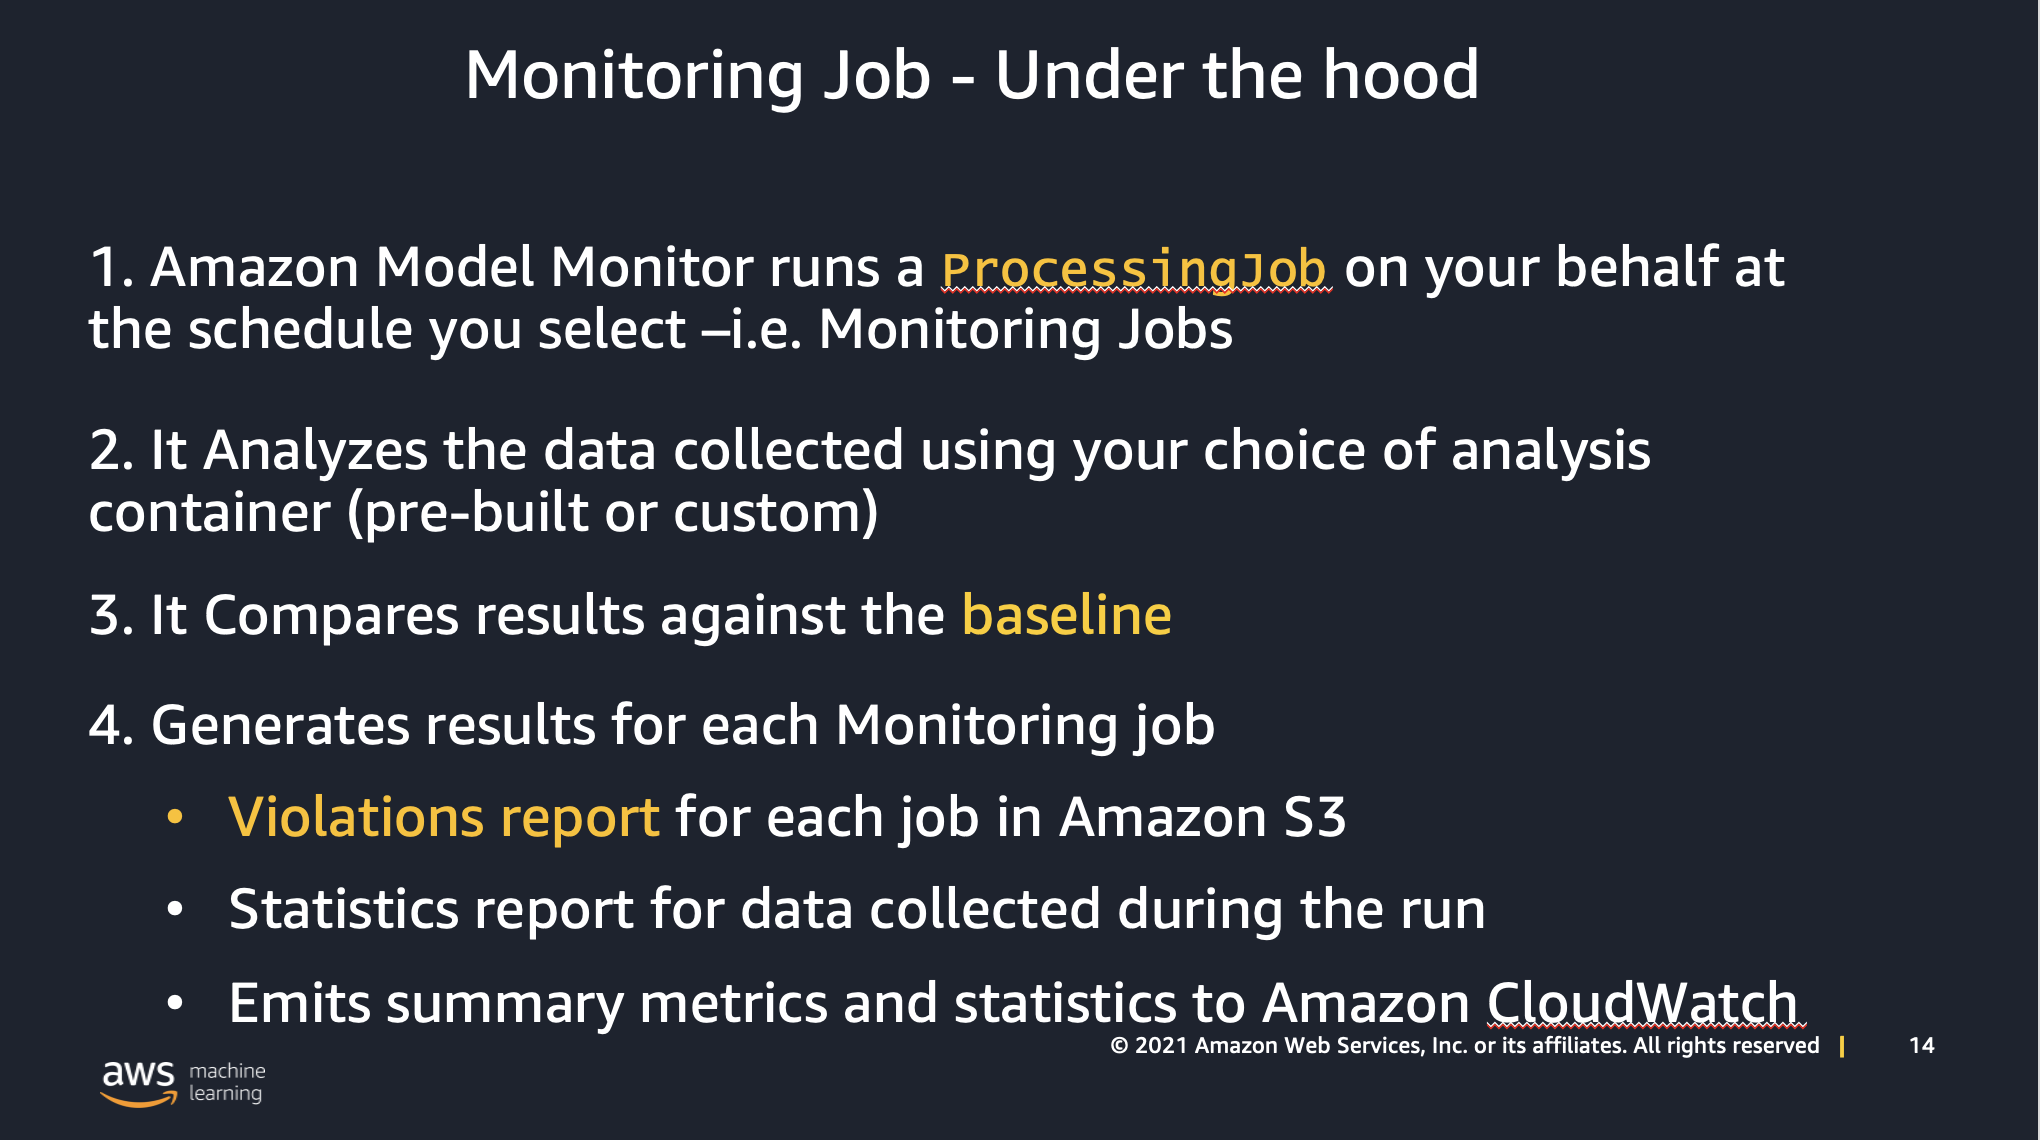 Monitoring Job - Under the hood
1. Amazon Model Monitor runs a ProcessingJob on your behalf at
the schedule you select –i.e. Monitoring Jobs
2. It Analyzes the data collected using your choice of analysis
container (pre-built or custom)
3. It Compares results against the baseline
4. Generates results for each Monitoring job
• Violations report for each job in Amazon S3
• Statistics report for data collected during the run
• Emits summary metrics and statistics to Amazon CloudWatch
© 2021 Amazon Web Services, Inc. or its affiliates. All rights reserved | 14
aws machine
learning